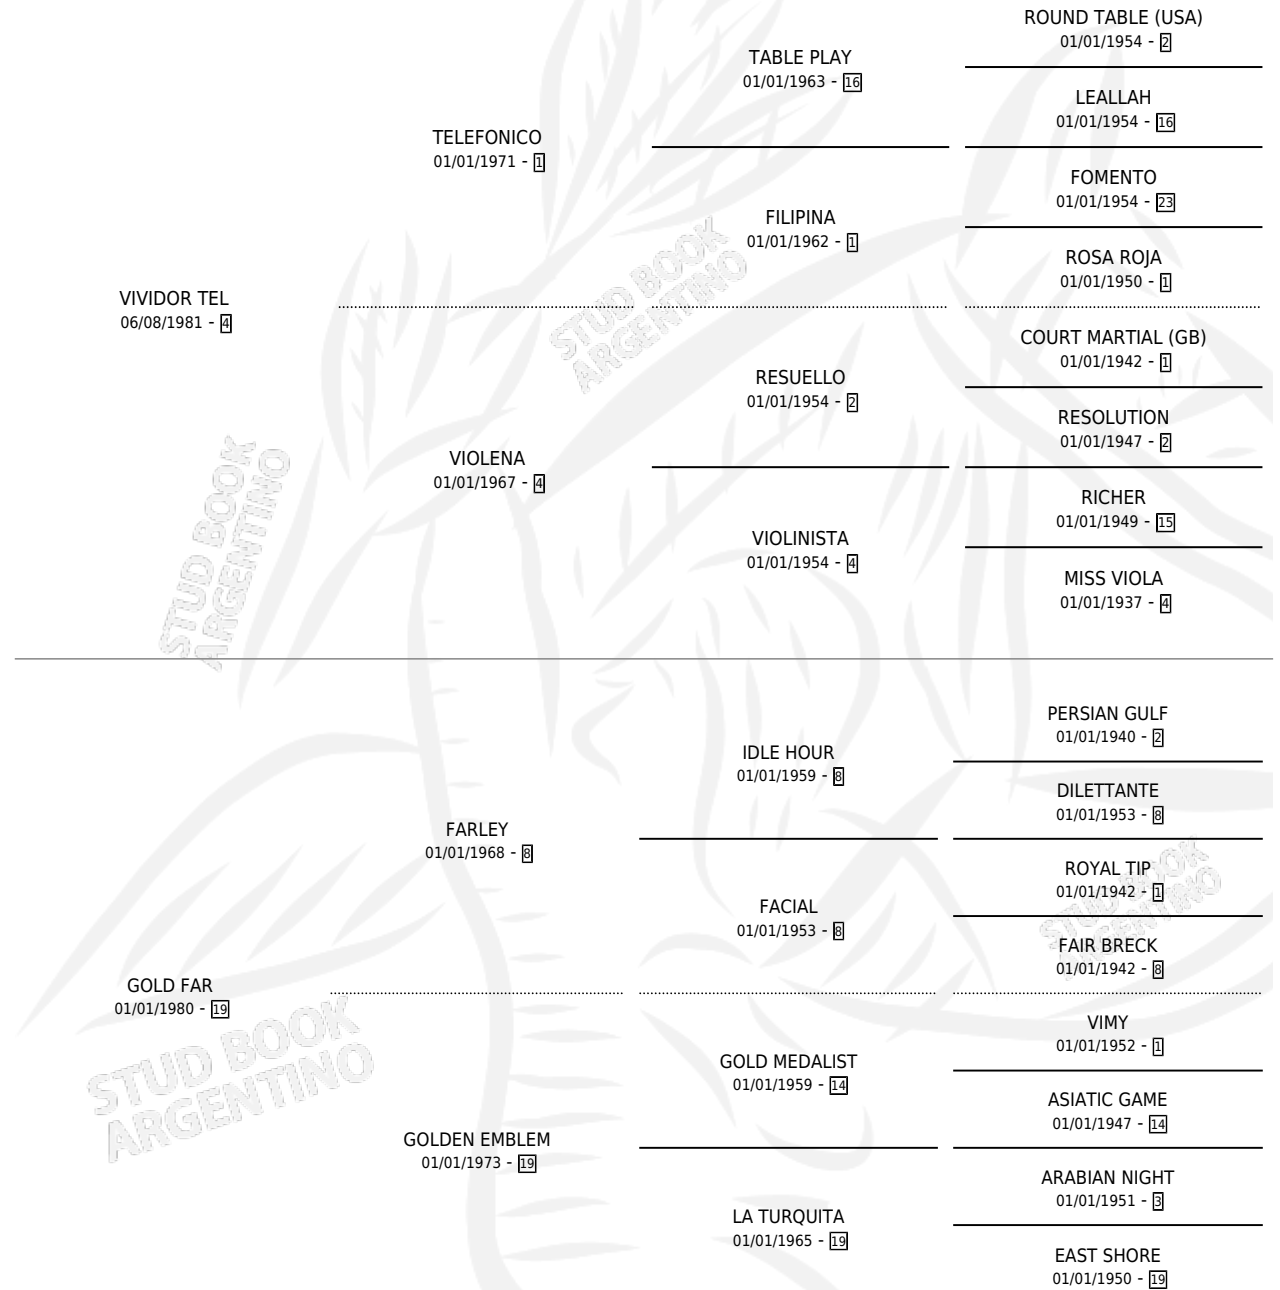 ROUND TABLE (USA)
01/01/1954 - 2
TABLE PLAY
01/01/1963 - 16
LEALLAH
01/01/1954 - 16
TELEFONICO
01/01/1971 - 1
FOMENTO
01/01/1954 - 23
FILIPINA
01/01/1962 - 1
ROSA ROJA
01/01/1950 - 1
VIVIDOR TEL
06/08/1981 - 4
COURT MARTIAL (GB)
01/01/1942 - 1
RESUELLO
01/01/1954 - 2
RESOLUTION
01/01/1947 - 2
VIOLENA
01/01/1967 - 4
RICHER
01/01/1949 - 15
VIOLINISTA
01/01/1954 - 4
MISS VIOLA
01/01/1937 - 4
STUD BOOK
ARGENTINO
STUD BOOK
ARGENTINO
PERSIAN GULF
01/01/1940 - 2
IDLE HOUR
01/01/1959 - 8
DILETTANTE
01/01/1953 - 8
FARLEY
01/01/1968 - 8
ROYAL TIP
01/01/1942 - 1
FACIAL
01/01/1953 - 8
FAIR BRECK
01/01/1942 - 8
STUD BOOK
ARGENTINO
GOLD FAR
01/01/1980 - 19
VIMY
01/01/1952 - 1
GOLD MEDALIST
01/01/1959 - 14
ASIATIC GAME
01/01/1947 - 14
GOLDEN EMBLEM
01/01/1973 - 19
ARABIAN NIGHT
01/01/1951 - 3
LA TURQUITA
01/01/1965 - 19
EAST SHORE
01/01/1950 - 19
STUD BOOK
ARGENTINO